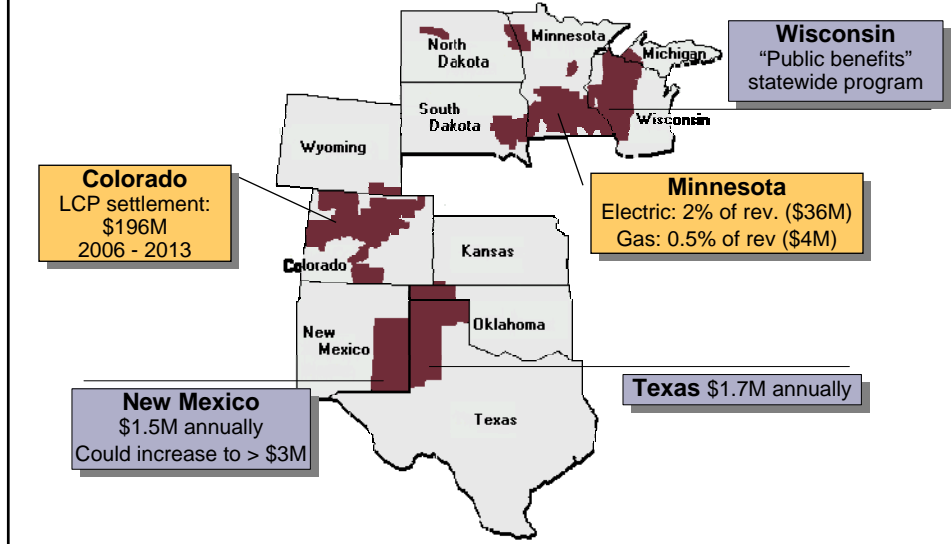 North
Dakota
Minnesota
Michigan
Wisconsin
"Public benefits"
statewide program
South
Dakota
Wisconsin
Wyoming
Colorado
LCP settlement:
$196M
2006 - 2013
Minnesota
Electric: 2% of rev. ($36M)
Gas: 0.5% of rev ($4M)
Colorado
Kansas
New
Mexico
Oklahoma
New Mexico
$1.5M annually
Could increase to > $3M
Texas $1.7M annually
Texas